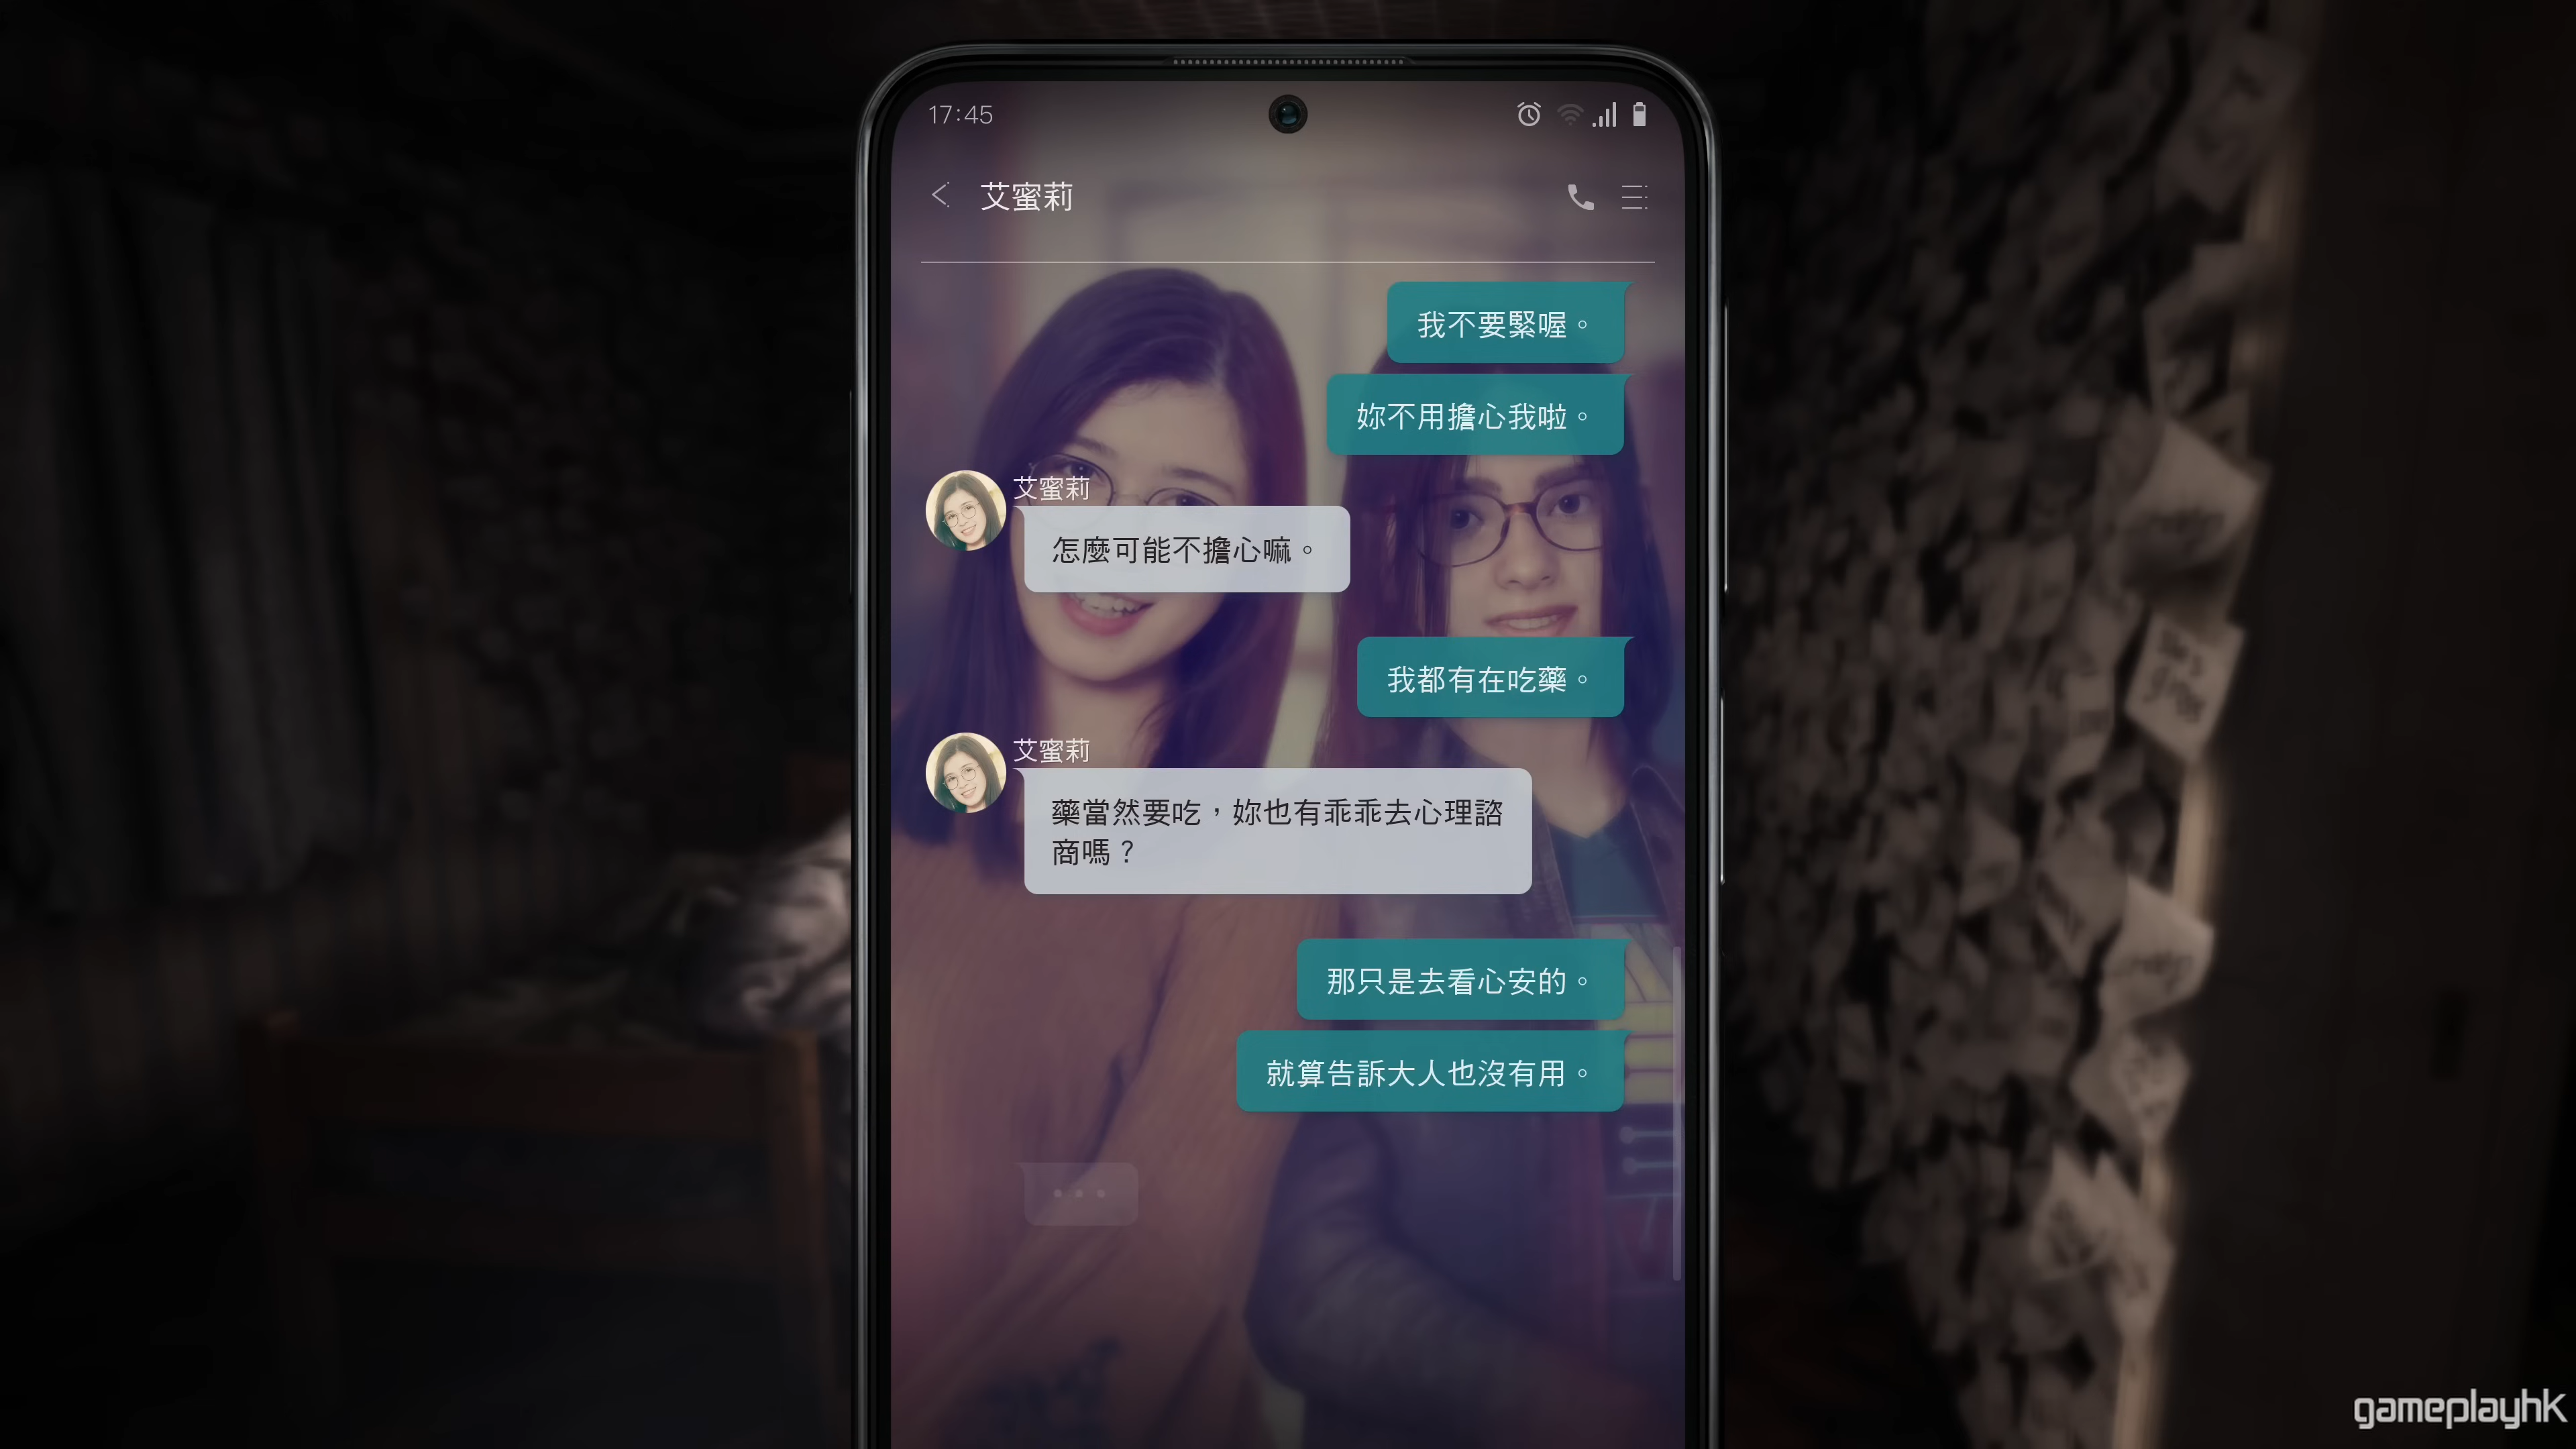 17:45
艾蜜莉
我不要緊喔。
妳不用擔心我啦。
艾蜜莉
怎麼可能不擔心嘛。
我都有在吃藥。
艾蜜莉
藥當然要吃，妳也有乖乖去心理諮
商嗎？
那只是去看心安的。
就算告訴大人也沒有用。
gameplayhk